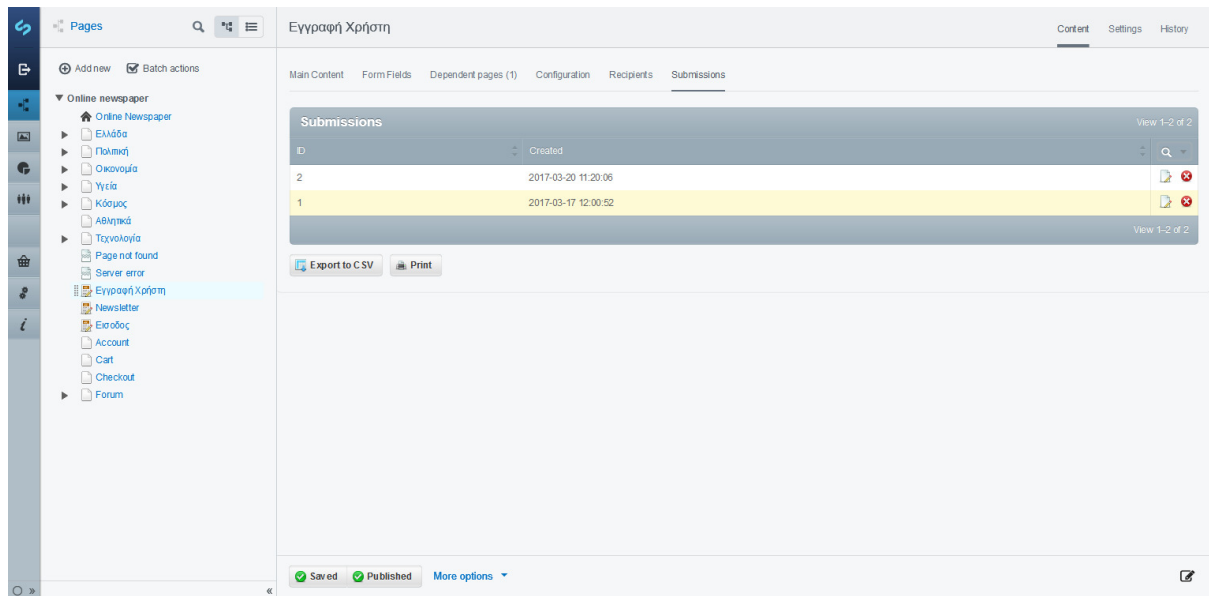 Pages
Εγγραφή Χρήστη
Content Settings History
Add new Batch actions
Main Content Form Fields Dependent pages (1) Configuration Recipients Submissions
Online newspaper
Online Newspaper
Ελλάδα
Πολιτική
Οικονομία
Υγεία
Κόσμος
Αθλητικά
Τεχνολογία
Page not found
Server error
Εγγραφή Χρήστη
Newsletter
Εισοδος
Account
Cart
Checkout
Forum
Submissions View 1–2 of 2
ID Created
2 2017-03-20 11:20:06
1 2017-03-17 12:00:52
View 1–2 of 2
Export to CSV Print
Saved Published More options